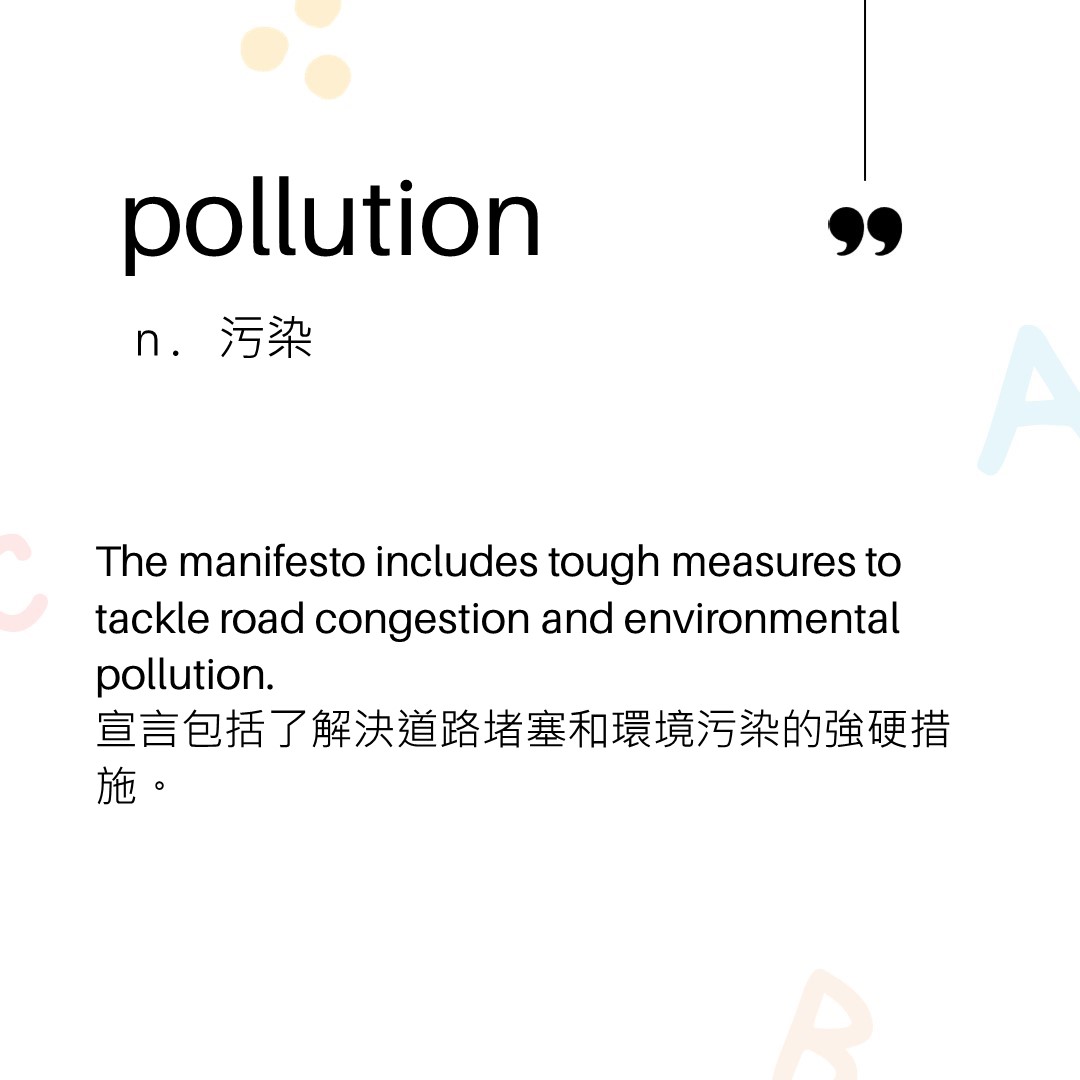 pollution
”
n. 污染
A
C
The manifesto includes tough measures to
tackle road congestion and environmental
pollution.
宣言包括了解決道路堵塞和環境污染的強硬措
施。
B